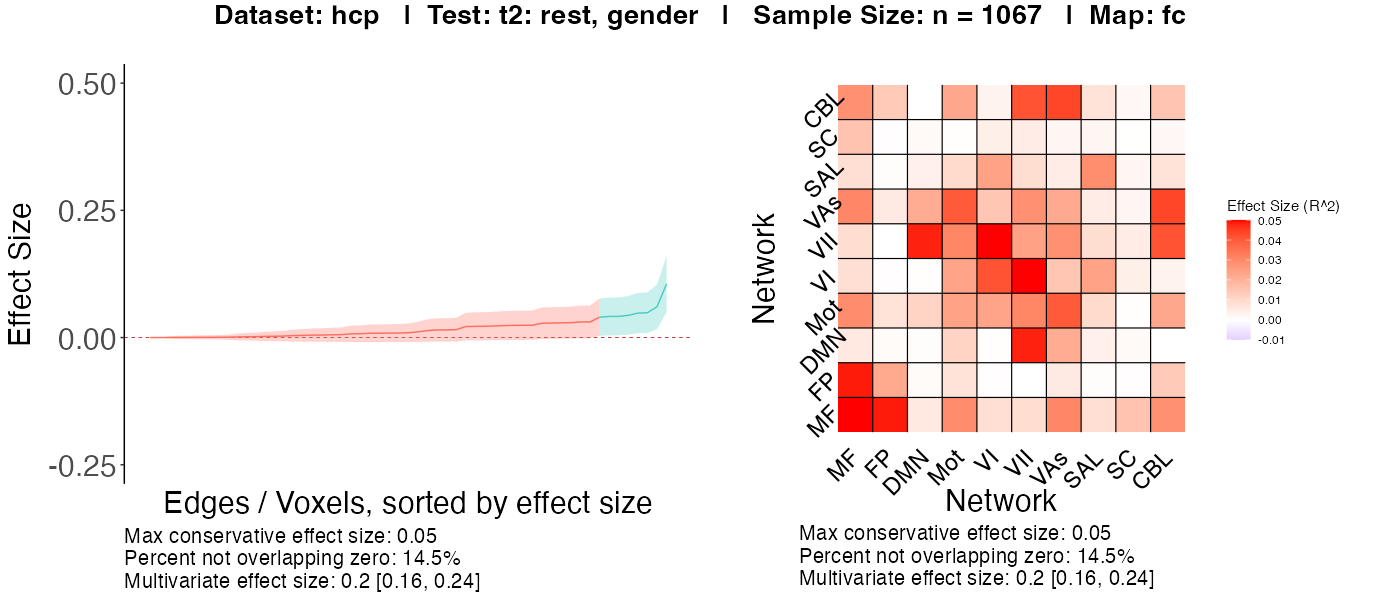 Dataset: hcp | Test: t2: rest, gender | Sample Size: n = 1067 | Map: fc
Effect Size
0.50
0.25
0.00
-0.25
Edges / Voxels, sorted by effect size
Max conservative effect size: 0.05
Percent not overlapping zero: 14.5%
Multivariate effect size: 0.2 [0.16, 0.24]
Network
CBL
SC
SAL
VAs
VII
VI
Mot
DMN
FP
MF
MF
FP
DMN
Mot
VI
VII
VAs
SAL
SC
CBL
Network
Effect Size (R^2)
0.05
0.04
0.03
0.02
0.01
0.00
-0.01
Max conservative effect size: 0.05
Percent not overlapping zero: 14.5%
Multivariate effect size: 0.2 [0.16, 0.24]